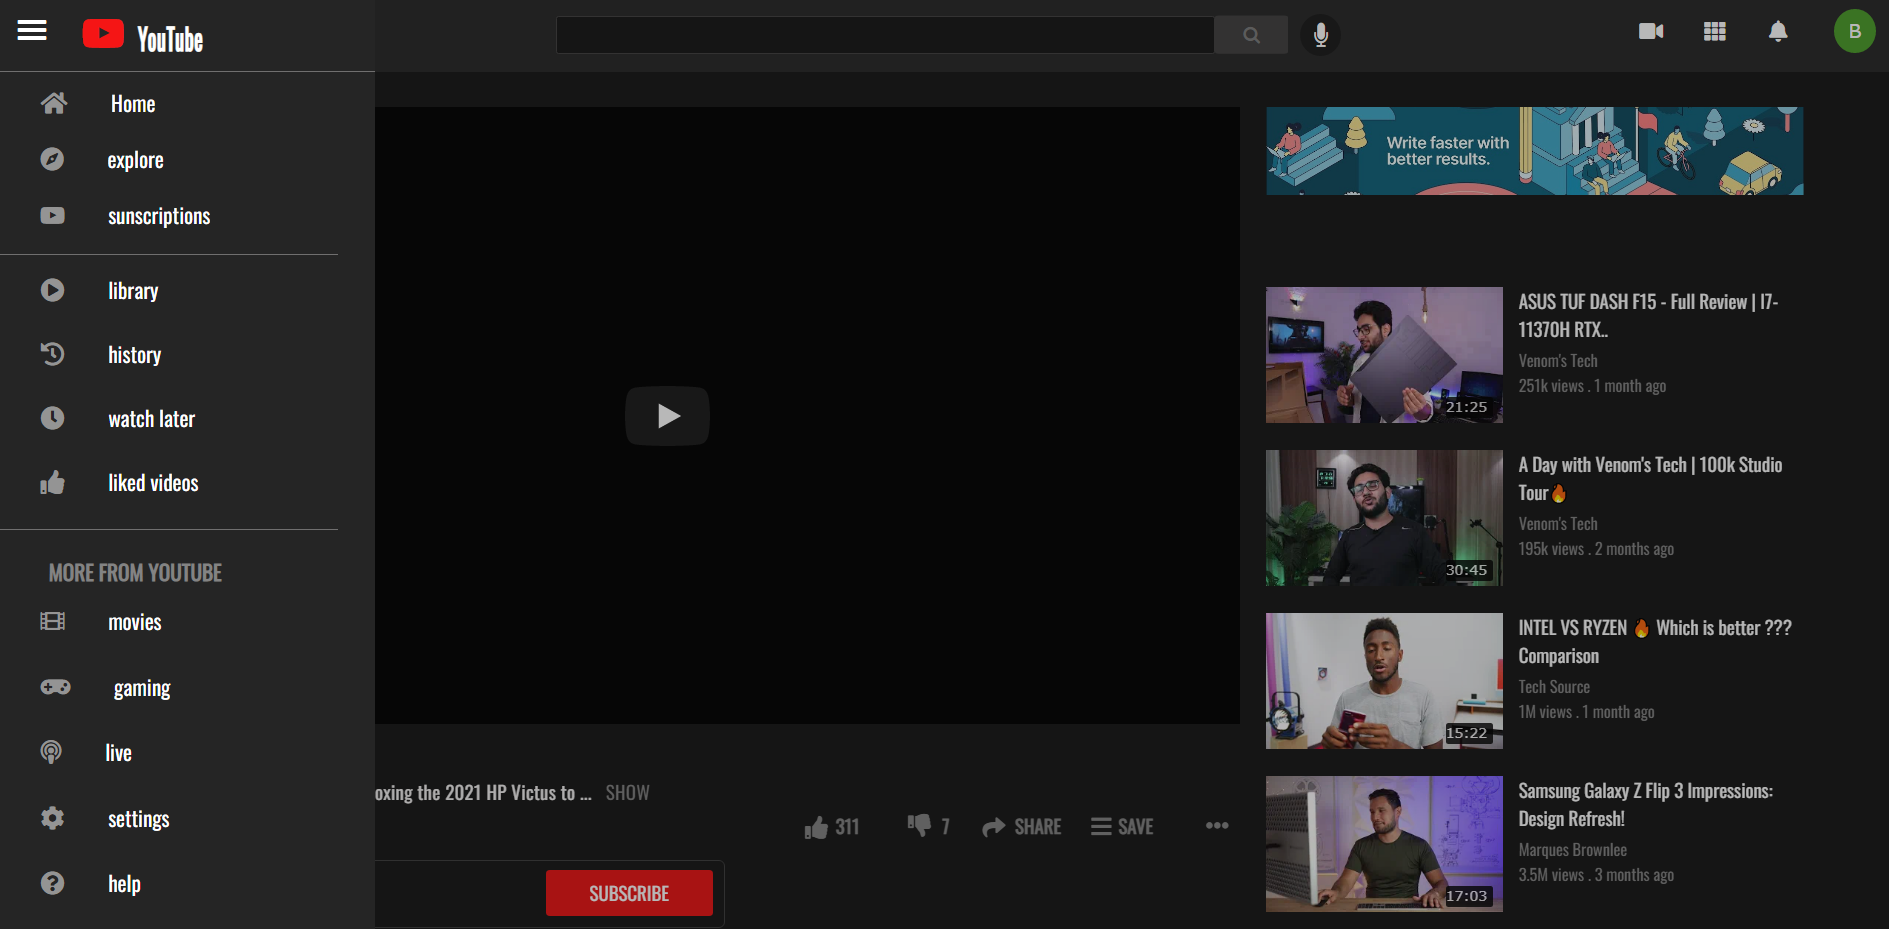 YouTube
B
Home
explore
sunscriptions
library
history
watch later
liked videos
MORE FROM YOUTUBE
movies
gaming
live
settings
help
oxing the 2021 HP Victus to ... SHOW
311
7
SHARE
SAVE
SUBSCRIBE
Write faster with
better results.
21:25
ASUS TUF DASH F15 - Full Review | I7-
11370H RTX..
Venom's Tech
251k views . 1 month ago
30:45
A Day with Venom's Tech | 100k Studio
Tour🔥
Venom's Tech
195k views . 2 months ago
15:22
INTEL VS RYZEN 🔥 Which is better ???
Comparison
Tech Source
1M views . 1 month ago
17:03
Samsung Galaxy Z Flip 3 Impressions:
Design Refresh!
Marques Brownlee
3.5M views . 3 months ago